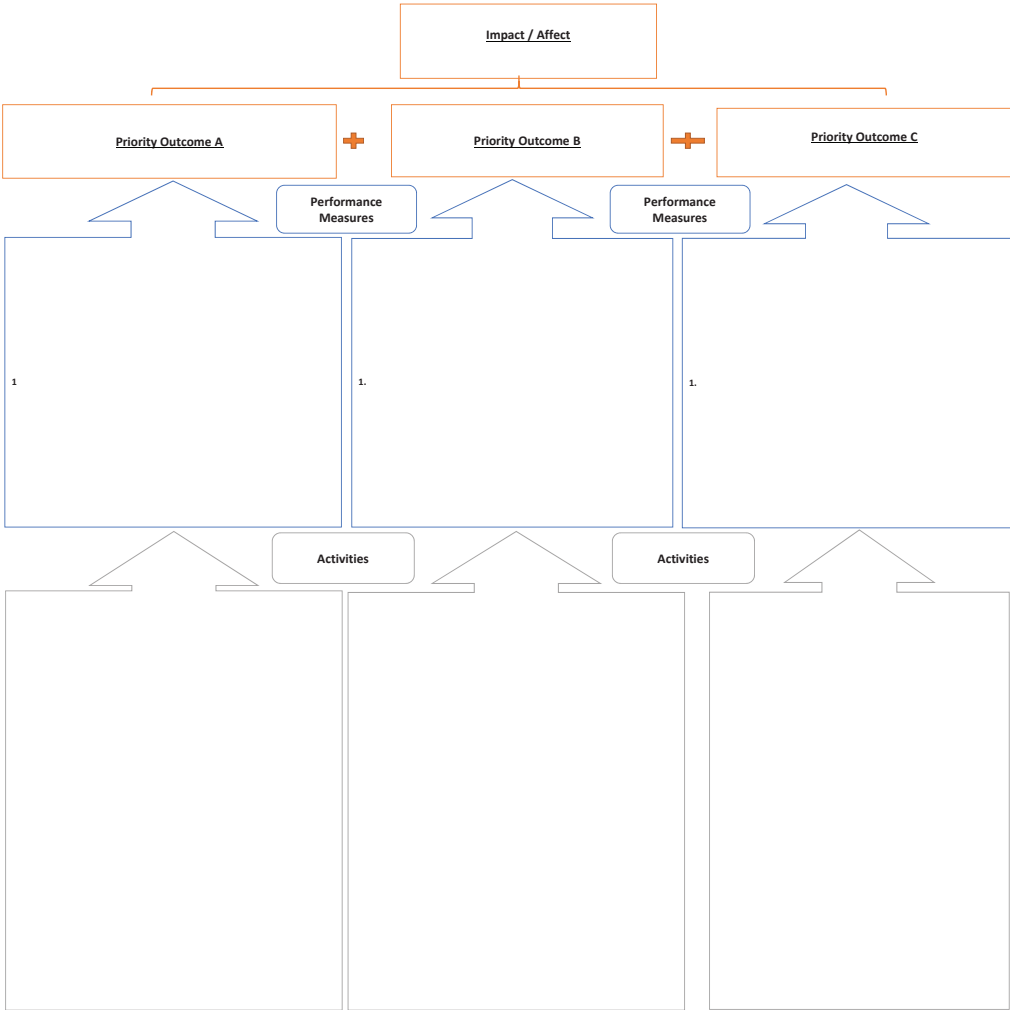 Impact / Affect
Priority Outcome A
Priority Outcome B
Priority Outcome C
Performance
Measures
Performance
Measures
1
1.
1.
Activities
Activities